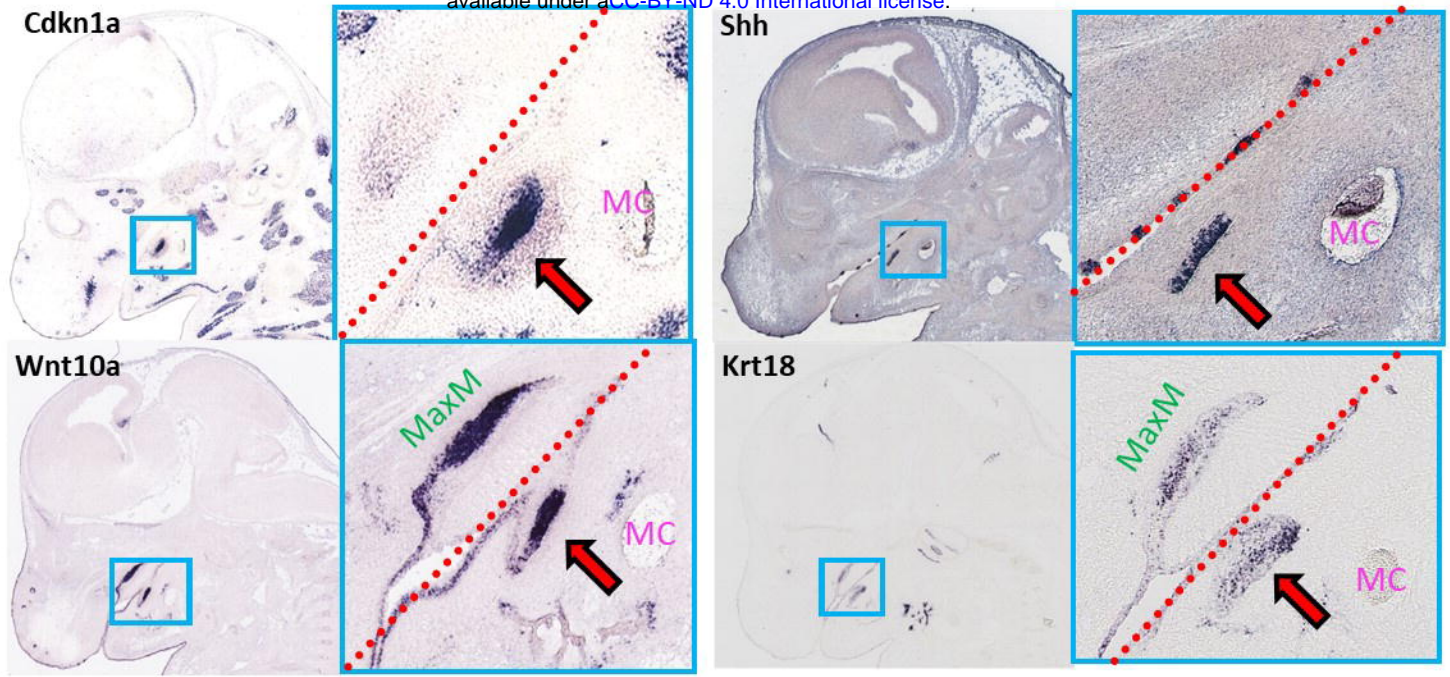 available under aCC-BY-ND 4.0 International license.
Cdkn1a
MC
Shh
MC
Wnt10a
MaxM
MC
Krt18
MaxM
MC